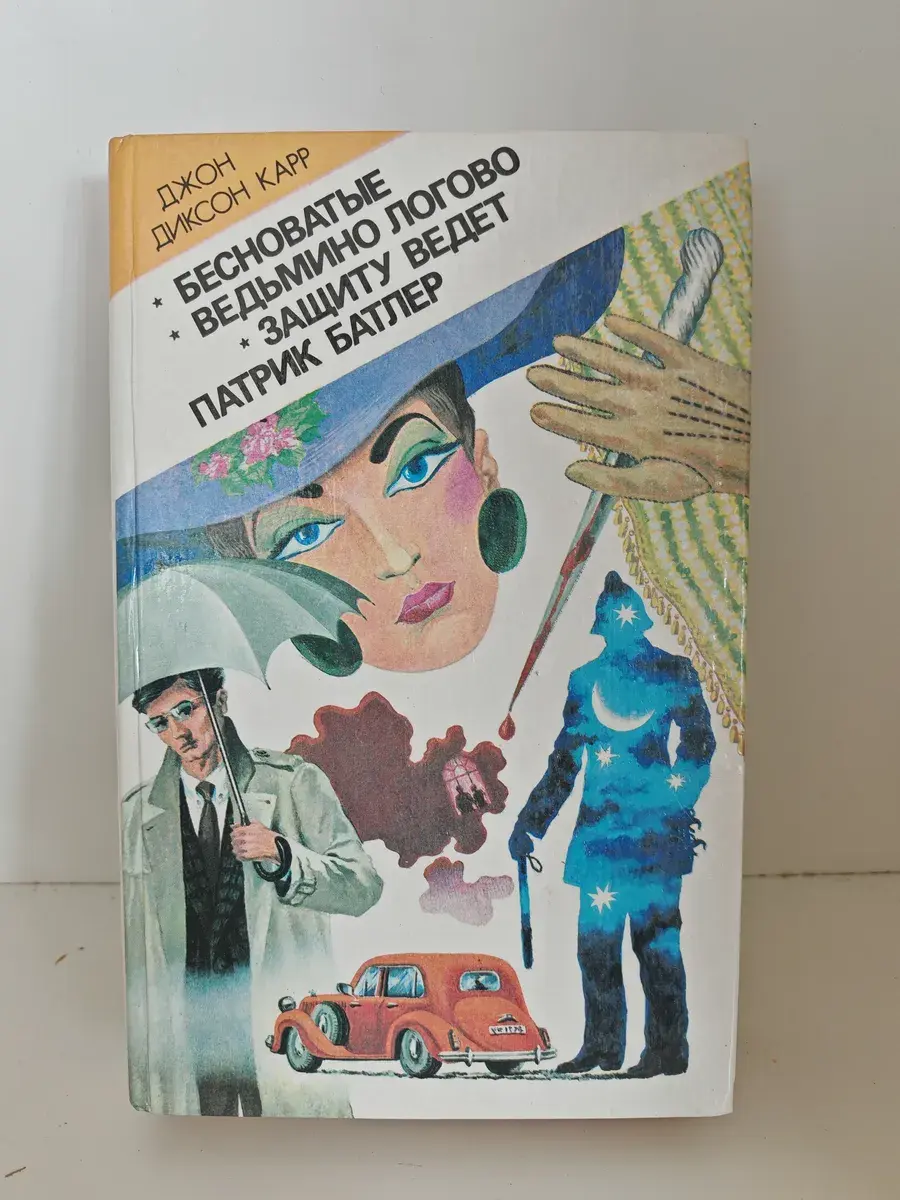 ДЖОН
ДИКСОН КАРР
* БЕСНОВАТЫЕ
* ВЕДЬМИНО ЛОГОВО
* ЗАЩИТУ ВЕДЕТ
ПАТРИК БАТЛЕР